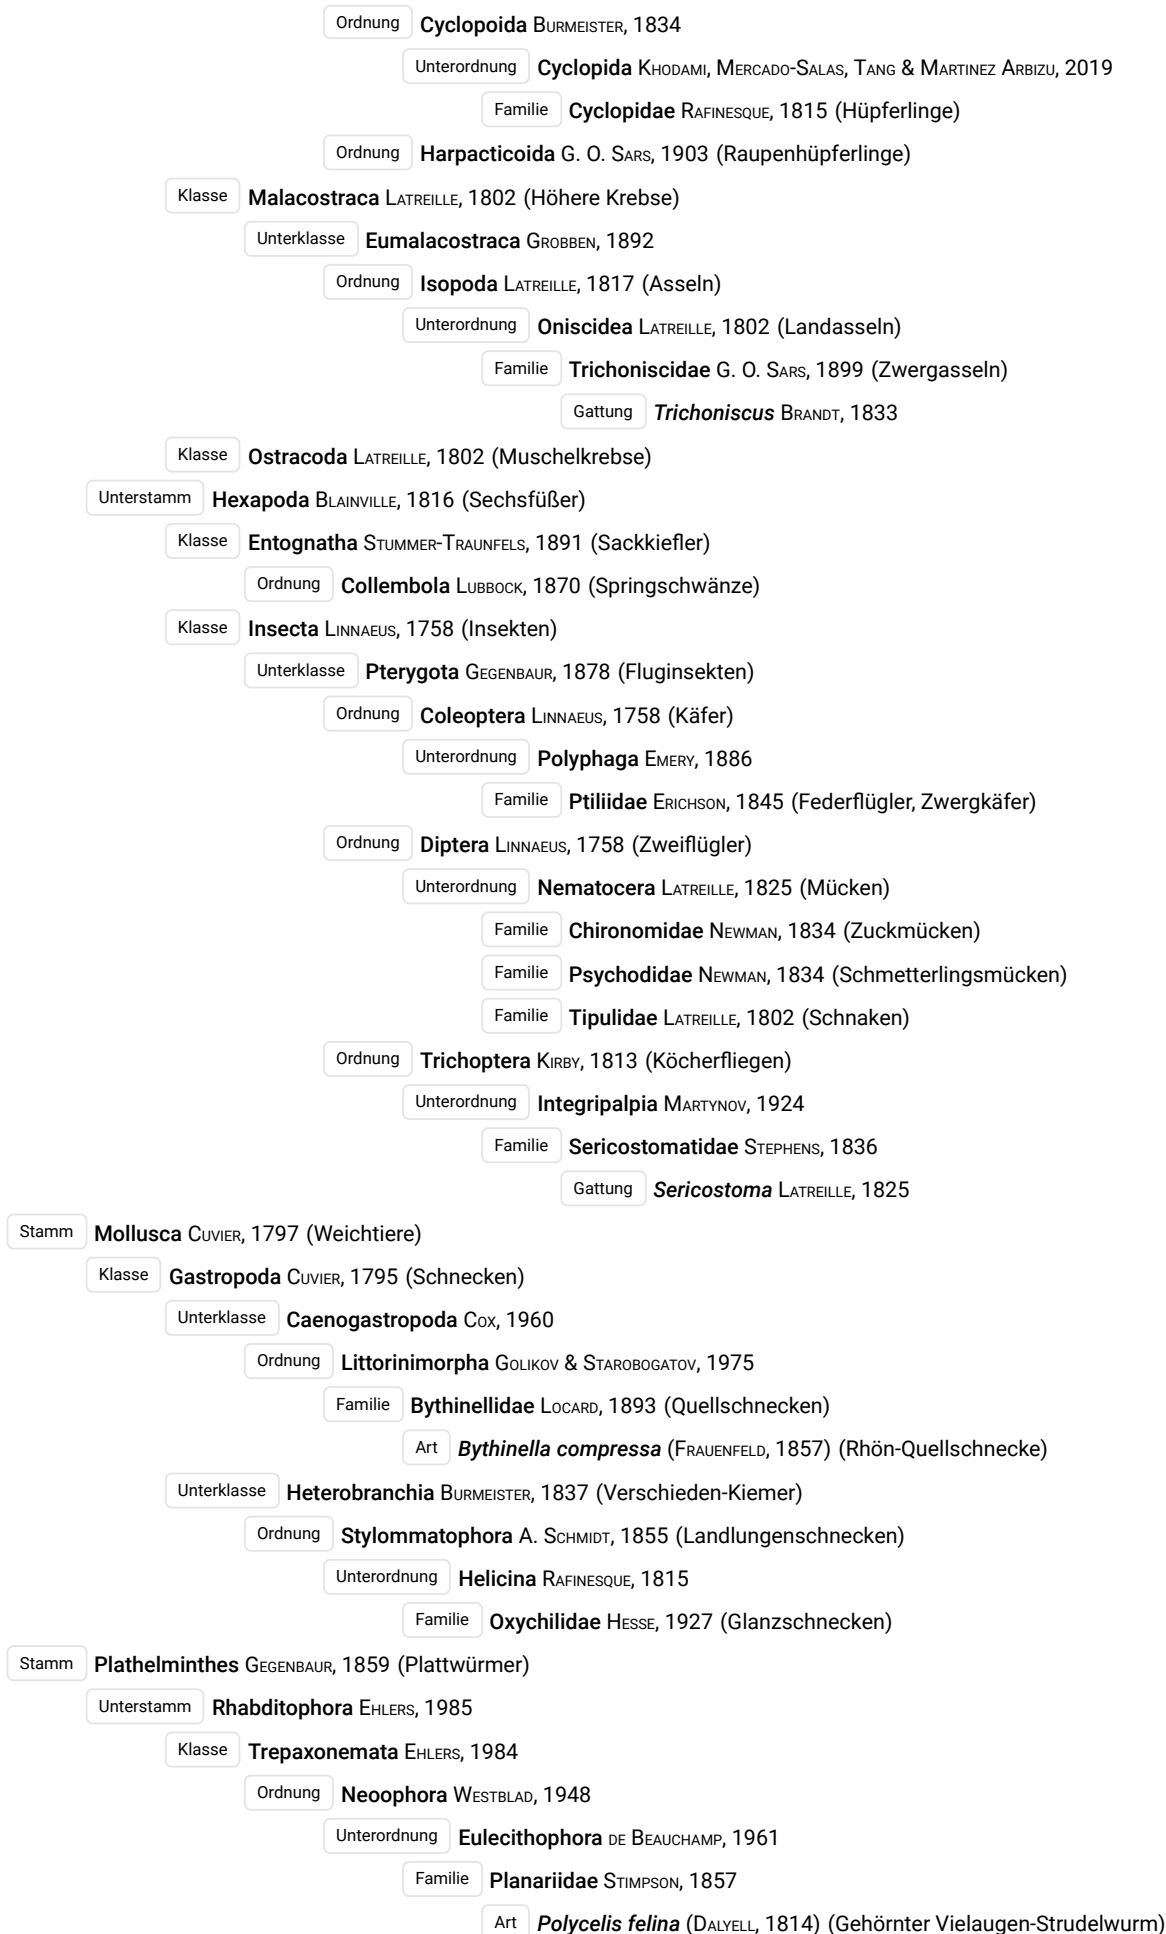 Ordnung Cyclopoida Burmeister, 1834
Unterordnung Cyclopida Khodami, Mercado-Salas, Tang & Martinez Arbizu, 2019
Familie Cyclopidae Rafinesque, 1815 (Hüpferlinge)
Ordnung Harpacticoida G. O. Sars, 1903 (Raupenhüpferlinge)
Klasse Malacostraca Latreille, 1802 (Höhere Krebse)
Unterklasse Eumalacostraca Grobben, 1892
Ordnung Isopoda Latreille, 1817 (Asseln)
Unterordnung Oniscidea Latreille, 1802 (Landasseln)
Familie Trichoniscidae G. O. Sars, 1899 (Zwergasseln)
Gattung Trichoniscus Brandt, 1833
Klasse Ostracoda Latreille, 1802 (Muschelkrebse)
Unterstamm Hexapoda Blainville, 1816 (Sechsfüßer)
Klasse Entognatha Stummer-Traunfels, 1891 (Sackkiefler)
Ordnung Collembola Lubbock, 1870 (Springschwänze)
Klasse Insecta Linnaeus, 1758 (Insekten)
Unterklasse Pterygota Gegenbaur, 1878 (Fluginsekten)
Ordnung Coleoptera Linnaeus, 1758 (Käfer)
Unterordnung Polyphaga Emery, 1886
Familie Ptiliidae Erichson, 1845 (Federflügler, Zwergkäfer)
Ordnung Diptera Linnaeus, 1758 (Zweiflügler)
Unterordnung Nematocera Latreille, 1825 (Mücken)
Familie Chironomidae Newman, 1834 (Zuckmücken)
Familie Psychodidae Newman, 1834 (Schmetterlingsmücken)
Familie Tipulidae Latreille, 1802 (Schnaken)
Ordnung Trichoptera Kirby, 1813 (Köcherfliegen)
Unterordnung Integripalpia Martynov, 1924
Familie Sericostomatidae Stephens, 1836
Gattung Sericostoma Latreille, 1825
Stamm Mollusca Cuvier, 1797 (Weichtiere)
Klasse Gastropoda Cuvier, 1795 (Schnecken)
Unterklasse Caenogastropoda Cox, 1960
Ordnung Littorinimorpha Golikov & Starobogatov, 1975
Familie Bythinellidae Locard, 1893 (Quellschnecken)
Art Bythinella compressa (Frauenfeld, 1857) (Rhön-Quellschnecke)
Unterklasse Heterobranchia Burmeister, 1837 (Verschieden-Kiemer)
Ordnung Stylommatophora A. Schmidt, 1855 (Landlungenschnecken)
Unterordnung Helicina Rafinesque, 1815
Familie Oxychilidae Hesse, 1927 (Glanzschnecken)
Stamm Plathelminthes Gegenbaur, 1859 (Plattwürmer)
Unterstamm Rhabditophora Ehlers, 1985
Klasse Trepaxonemata Ehlers, 1984
Ordnung Neoophora Westblad, 1948
Unterordnung Eulecithophora de Beauchamp, 1961
Familie Planariidae Stimpson, 1857
Art Polycelis felina (Dalyell, 1814) (Gehörnter Vielaugen-Strudelwurm)